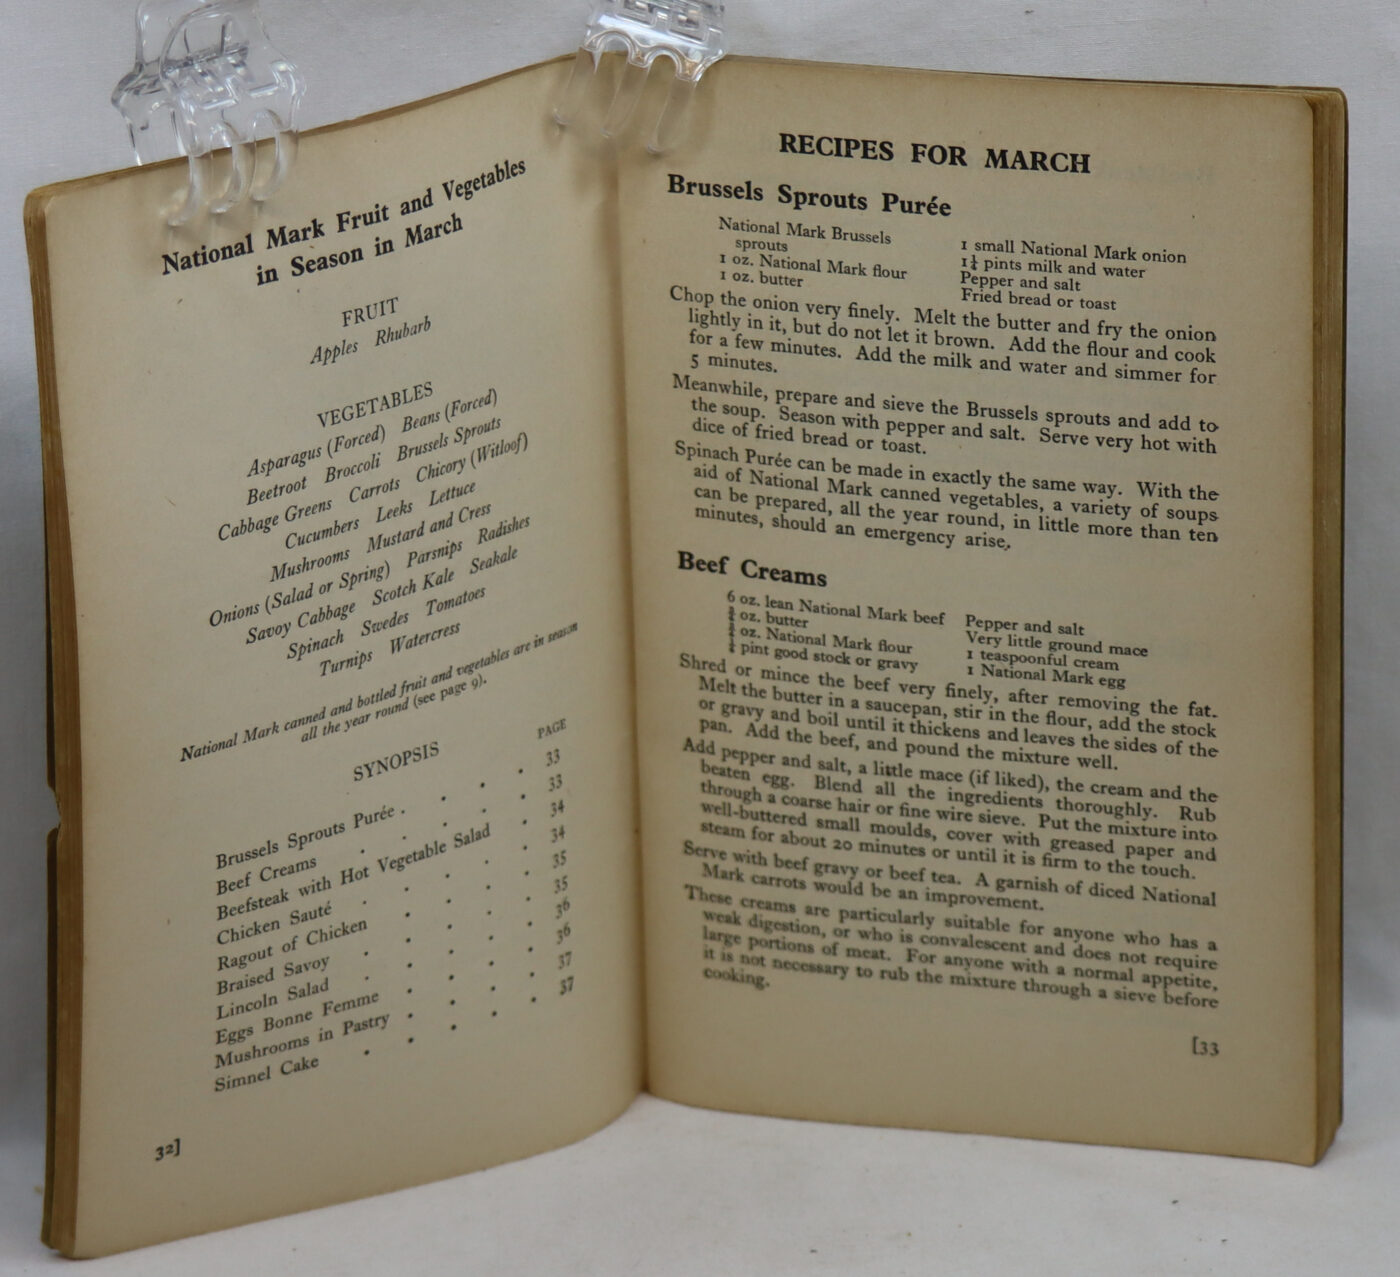 National Mark Fruit and Vegetables
in Season in March
FRUIT
Apples Rhubarb
VEGETABLES
Asparagus (Forced) Beans (Forced)
Beetroot Broccoli Brussels Sprouts
Cabbage Greens Carrots Chicory (Witloof)
Cucumbers Leeks Lettuce
Mushrooms Mustard and Cress
Onions (Salad or Spring) Parsnips Radishes
Savoy Cabbage Scotch Kale Seakale
Spinach Swedes Tomatoes
Turnips Watercress
National Mark canned and bottled fruit and vegetables are in season
all the year round (see page 9).
SYNOPSIS
PAGE
Brussels Sprouts Purée . . . . 33
Beef Creams . . . . . 33
Beefsteak with Hot Vegetable Salad . 34
Chicken Sauté . . . . . 34
Ragout of Chicken . . . . 35
Braised Savoy . . . . . 35
Lincoln Salad . . . . . 36
Eggs Bonne Femme . . . . 36
Mushrooms in Pastry . . . . 37
Simnel Cake . . . . . 37
32]
RECIPES FOR MARCH
Brussels Sprouts Purée
National Mark Brussels
sprouts
1 oz. National Mark flour
1 oz. butter
1 small National Mark onion
1¼ pints milk and water
Pepper and salt
Fried bread or toast
Chop the onion very finely. Melt the butter and fry the onion
lightly in it, but do not let it brown. Add the flour and cook
for a few minutes. Add the milk and water and simmer for
5 minutes.
Meanwhile, prepare and sieve the Brussels sprouts and add to
the soup. Season with pepper and salt. Serve very hot with
dice of fried bread or toast.
Spinach Purée can be made in exactly the same way. With the
aid of National Mark canned vegetables, a variety of soups
can be prepared, all the year round, in little more than ten
minutes, should an emergency arise.
Beef Creams
6 oz. lean National Mark beef
oz. butter
oz. National Mark flour
pint good stock or gravy
Pepper and salt
Very little ground mace
1 teaspoonful cream
1 National Mark egg
Shred or mince the beef very finely, after removing the fat.
Melt the butter in a saucepan, stir in the flour, add the stock
or gravy and boil until it thickens and leaves the sides of the
pan. Add the beef, and pound the mixture well.
Add pepper and salt, a little mace (if liked), the cream and the
beaten egg. Blend all the ingredients thoroughly. Rub
through a coarse hair or fine wire sieve. Put the mixture into
well-buttered small moulds, cover with greased paper and
steam for about 20 minutes or until it is firm to the touch.
Serve with beef gravy or beef tea. A garnish of diced National
Mark carrots would be an improvement.
These creams are particularly suitable for anyone who has a
weak digestion, or who is convalescent and does not require
large portions of meat. For anyone with a normal appetite,
it is not necessary to rub the mixture through a sieve before
cooking.
[33